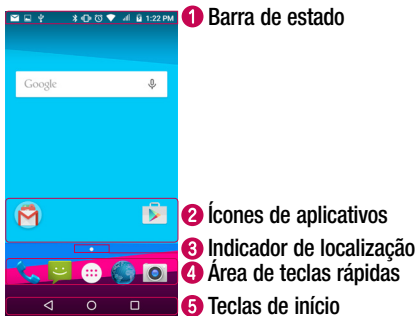 1:22 PM
1 Barra de estado
Google
2 Ícones de aplicativos
3 Indicador de localização
4 Área de teclas rápidas
5 Teclas de início